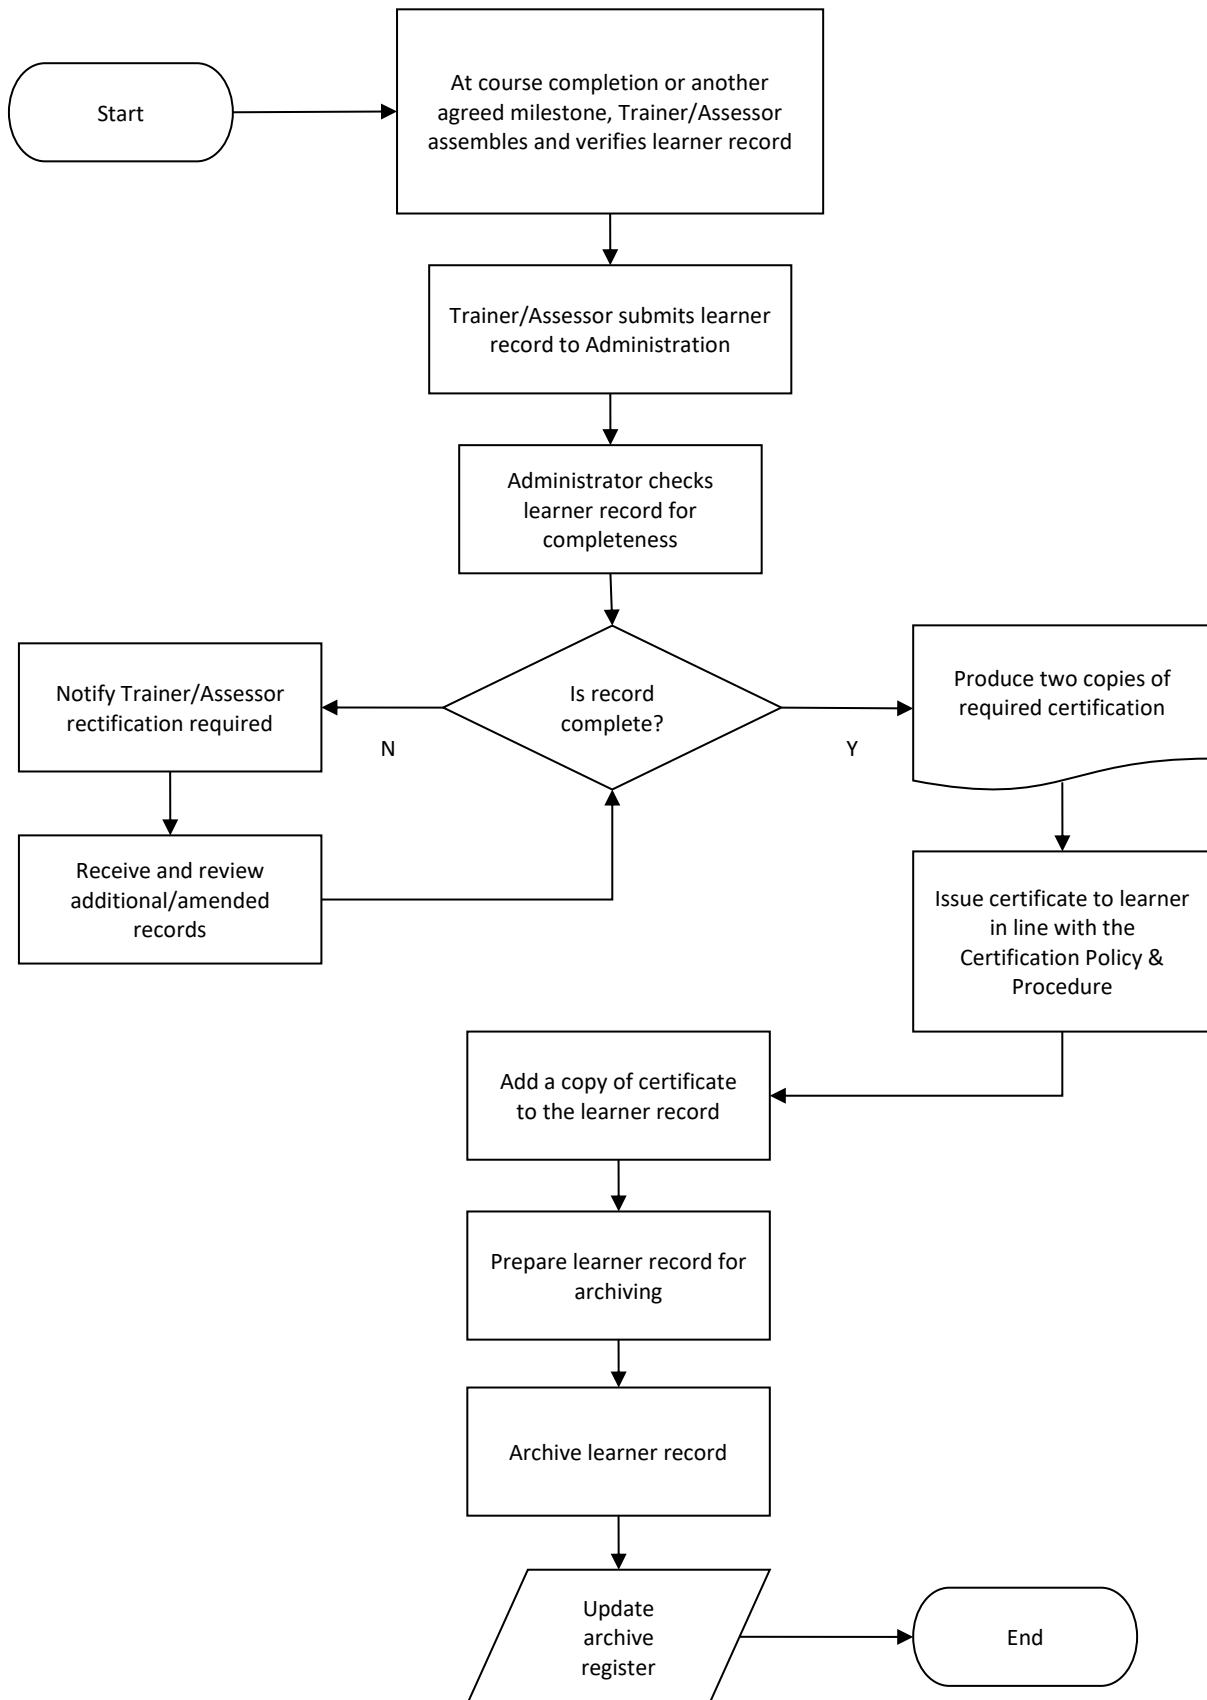 Start
At course completion or another
agreed milestone, Trainer/Assessor
assembles and verifies learner record
Trainer/Assessor submits learner
record to Administration
Administrator checks
learner record for
completeness
Is record
complete?
N
Y
Notify Trainer/Assessor
rectification required
Receive and review
additional/amended
records
Produce two copies of
required certification
Issue certificate to learner
in line with the
Certification Policy &
Procedure
Add a copy of certificate
to the learner record
Prepare learner record for
archiving
Archive learner record
Update
archive
register
End